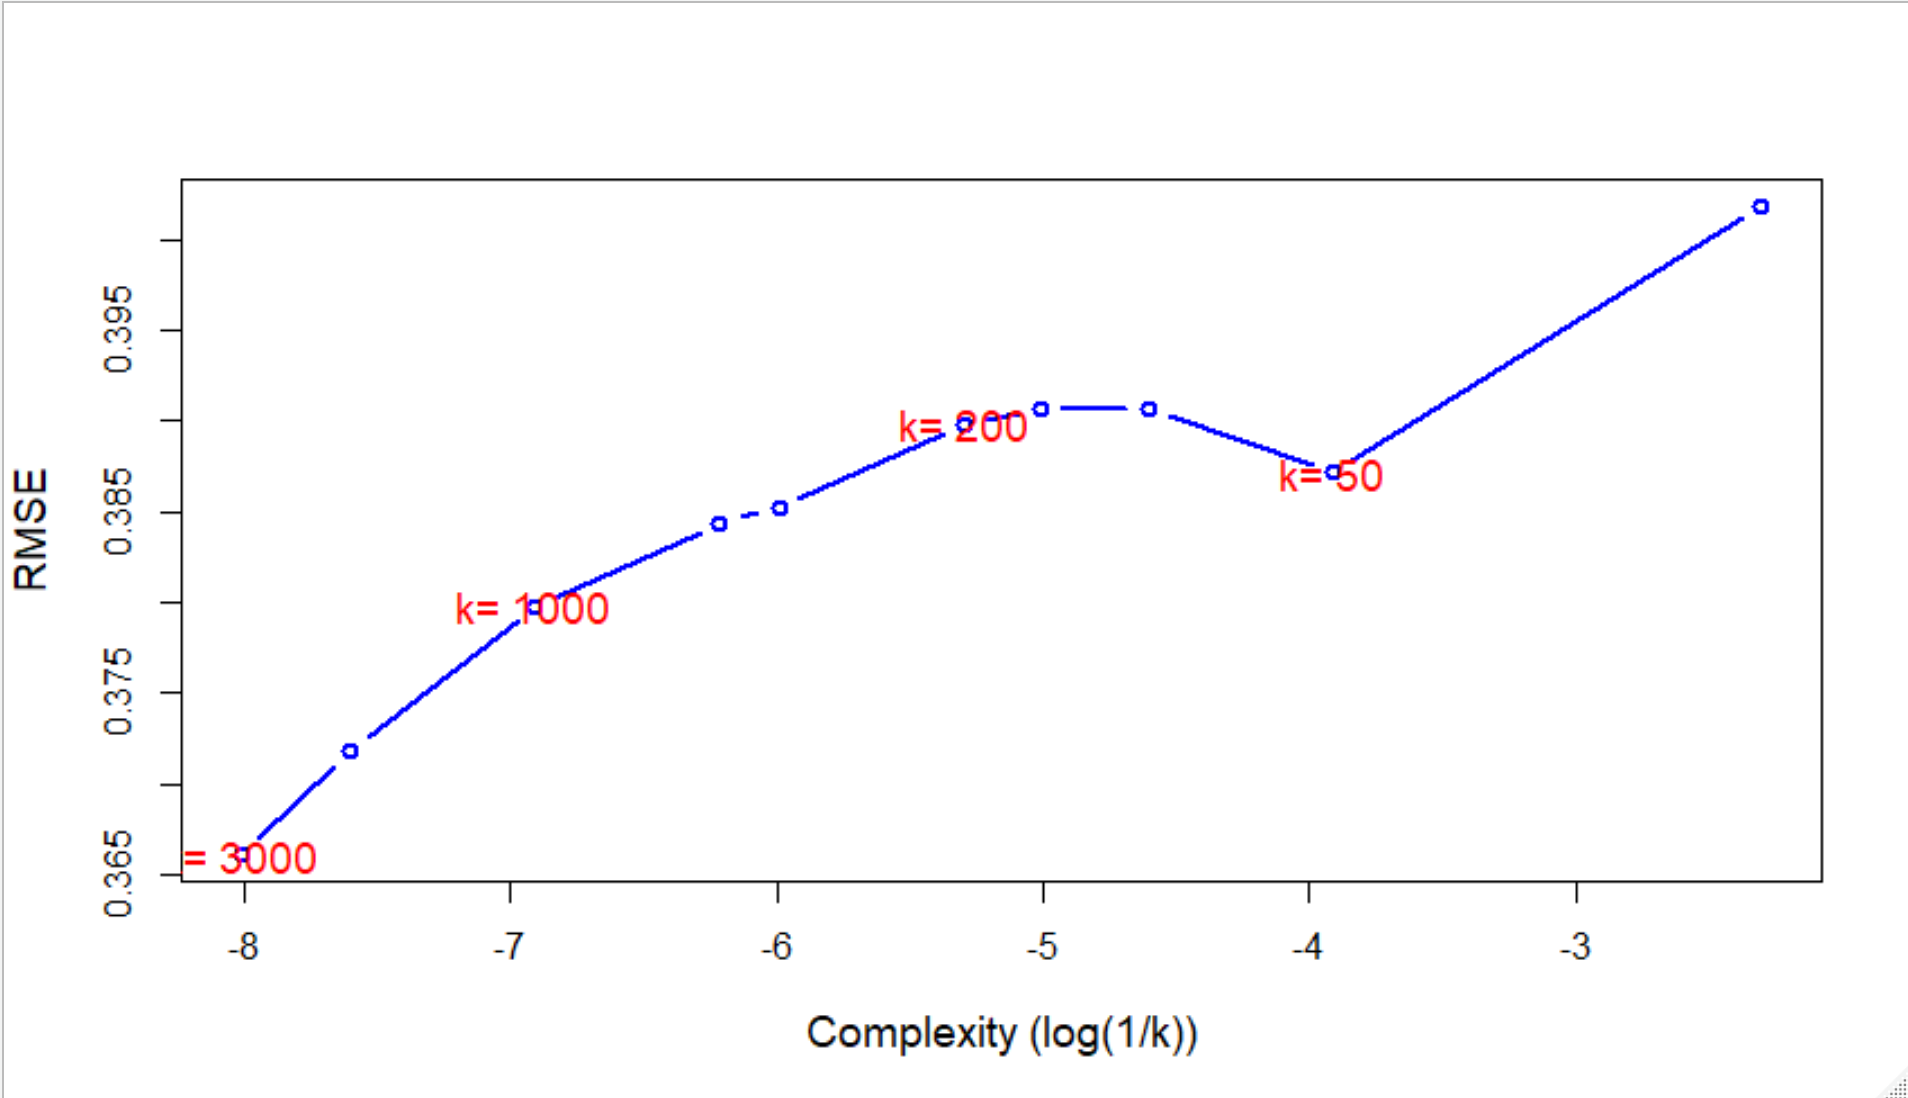 RMSE
0.395
0.385
0.375
0.365
k= 200
k= 50
k= 1000
= 3000
-8 -7 -6 -5 -4 -3
Complexity (log(1/k))